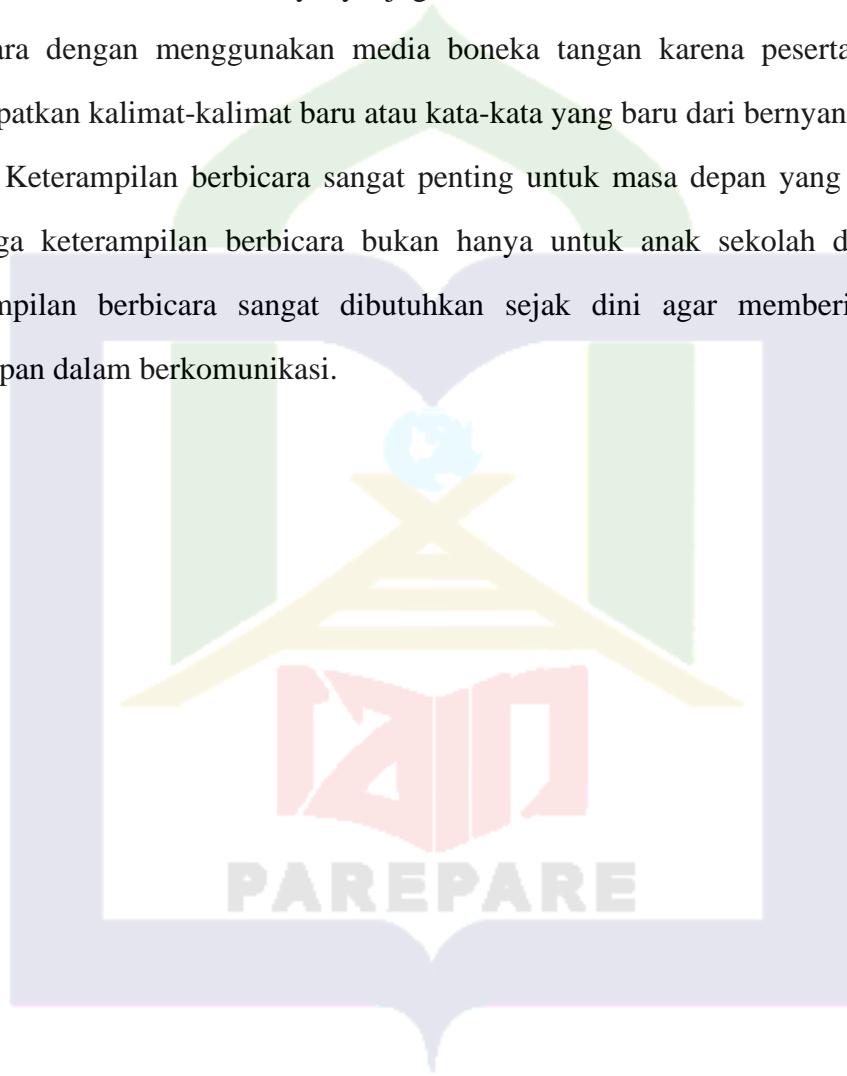 ara dengan menggunakan media boneka tangan karena peserta
patkan kalimat-kalimat baru atau kata-kata yang baru dari bernyan
Keterampilan berbicara sangat penting untuk masa depan yang
ga keterampilan berbicara bukan hanya untuk anak sekolah d
mpilan berbicara sangat dibutuhkan sejak dini agar memberi
pan dalam berkomunikasi.
iain
PAREPARE